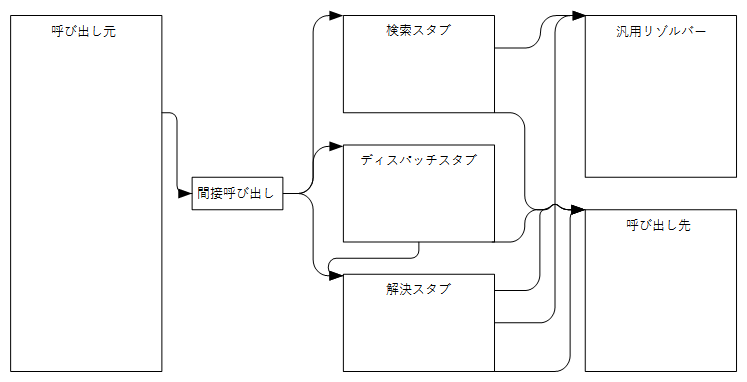 呼び出し元
間接呼び出し
検索スタブ
ディスパッチスタブ
解決スタブ
汎用リゾルバー
呼び出し先